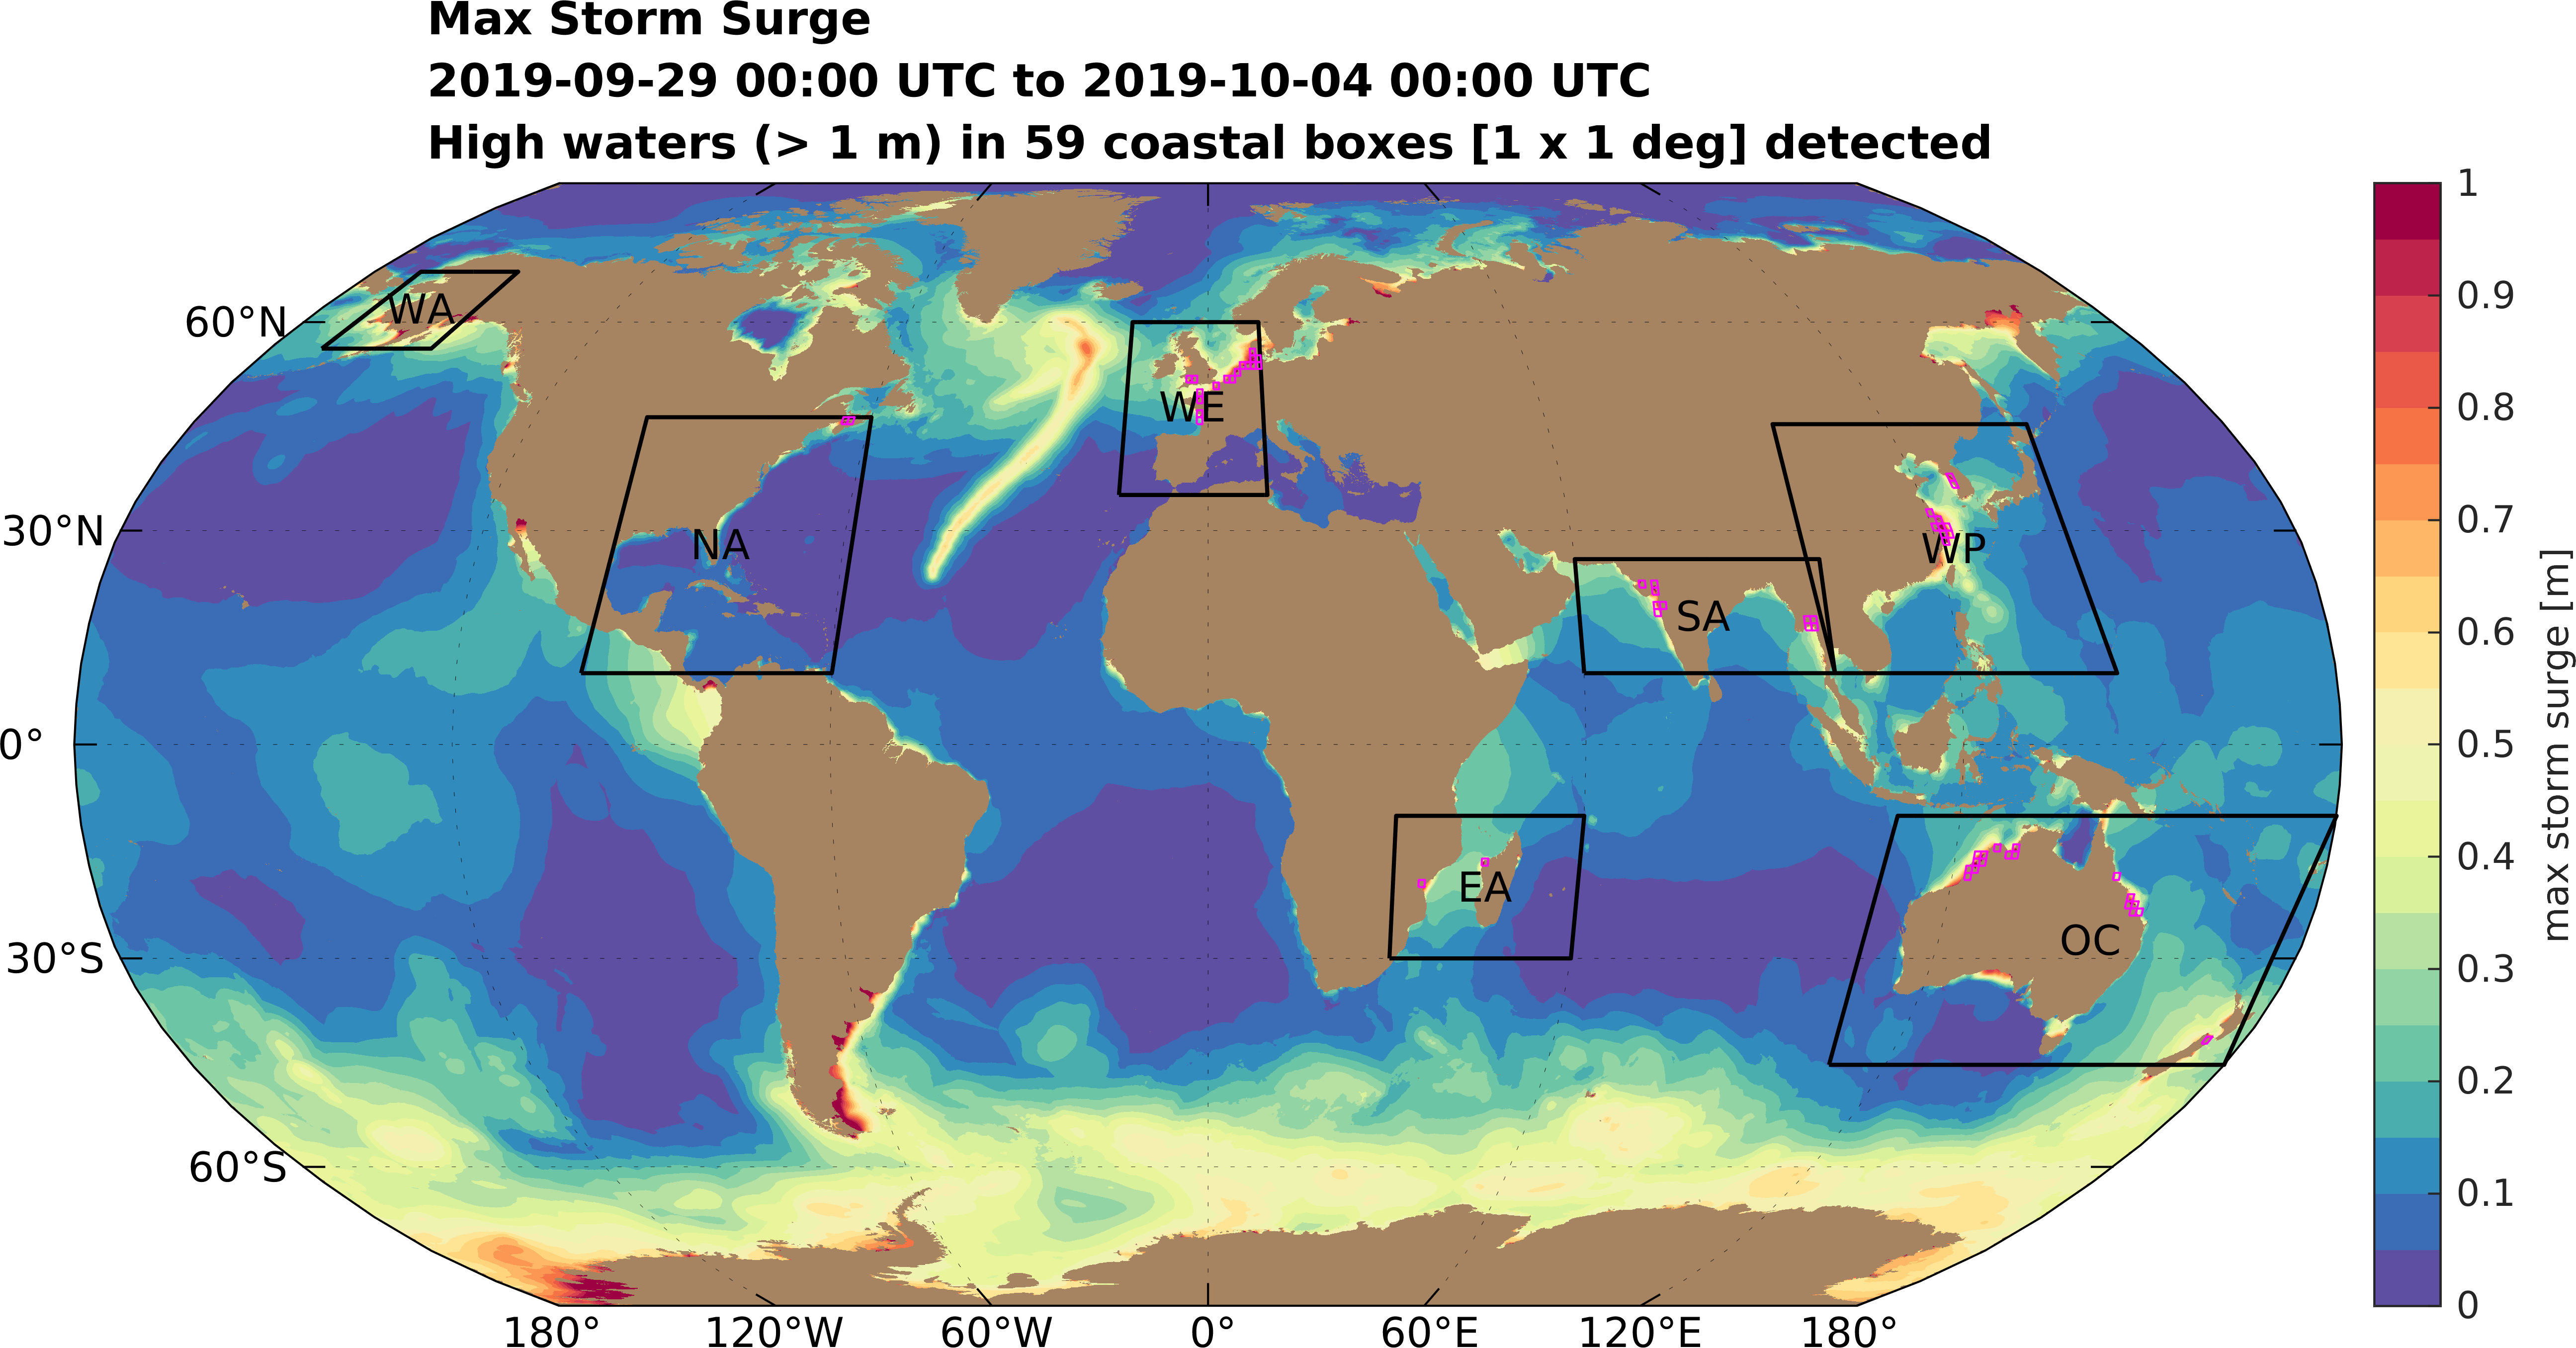 Max Storm Surge
2019-09-29 00:00 UTC to 2019-10-04 00:00 UTC
High waters (> 1 m) in 59 coastal boxes [1 x 1 deg] detected
60°N
30°N
0°
30°S
60°S
WA
NA
WE
SA
WP
EA
OC
180°
120°W
60°W
0°
60°E
120°E
180°
1
0.9
0.8
0.7
0.6
0.5
0.4
0.3
0.2
0.1
0
max storm surge [m]